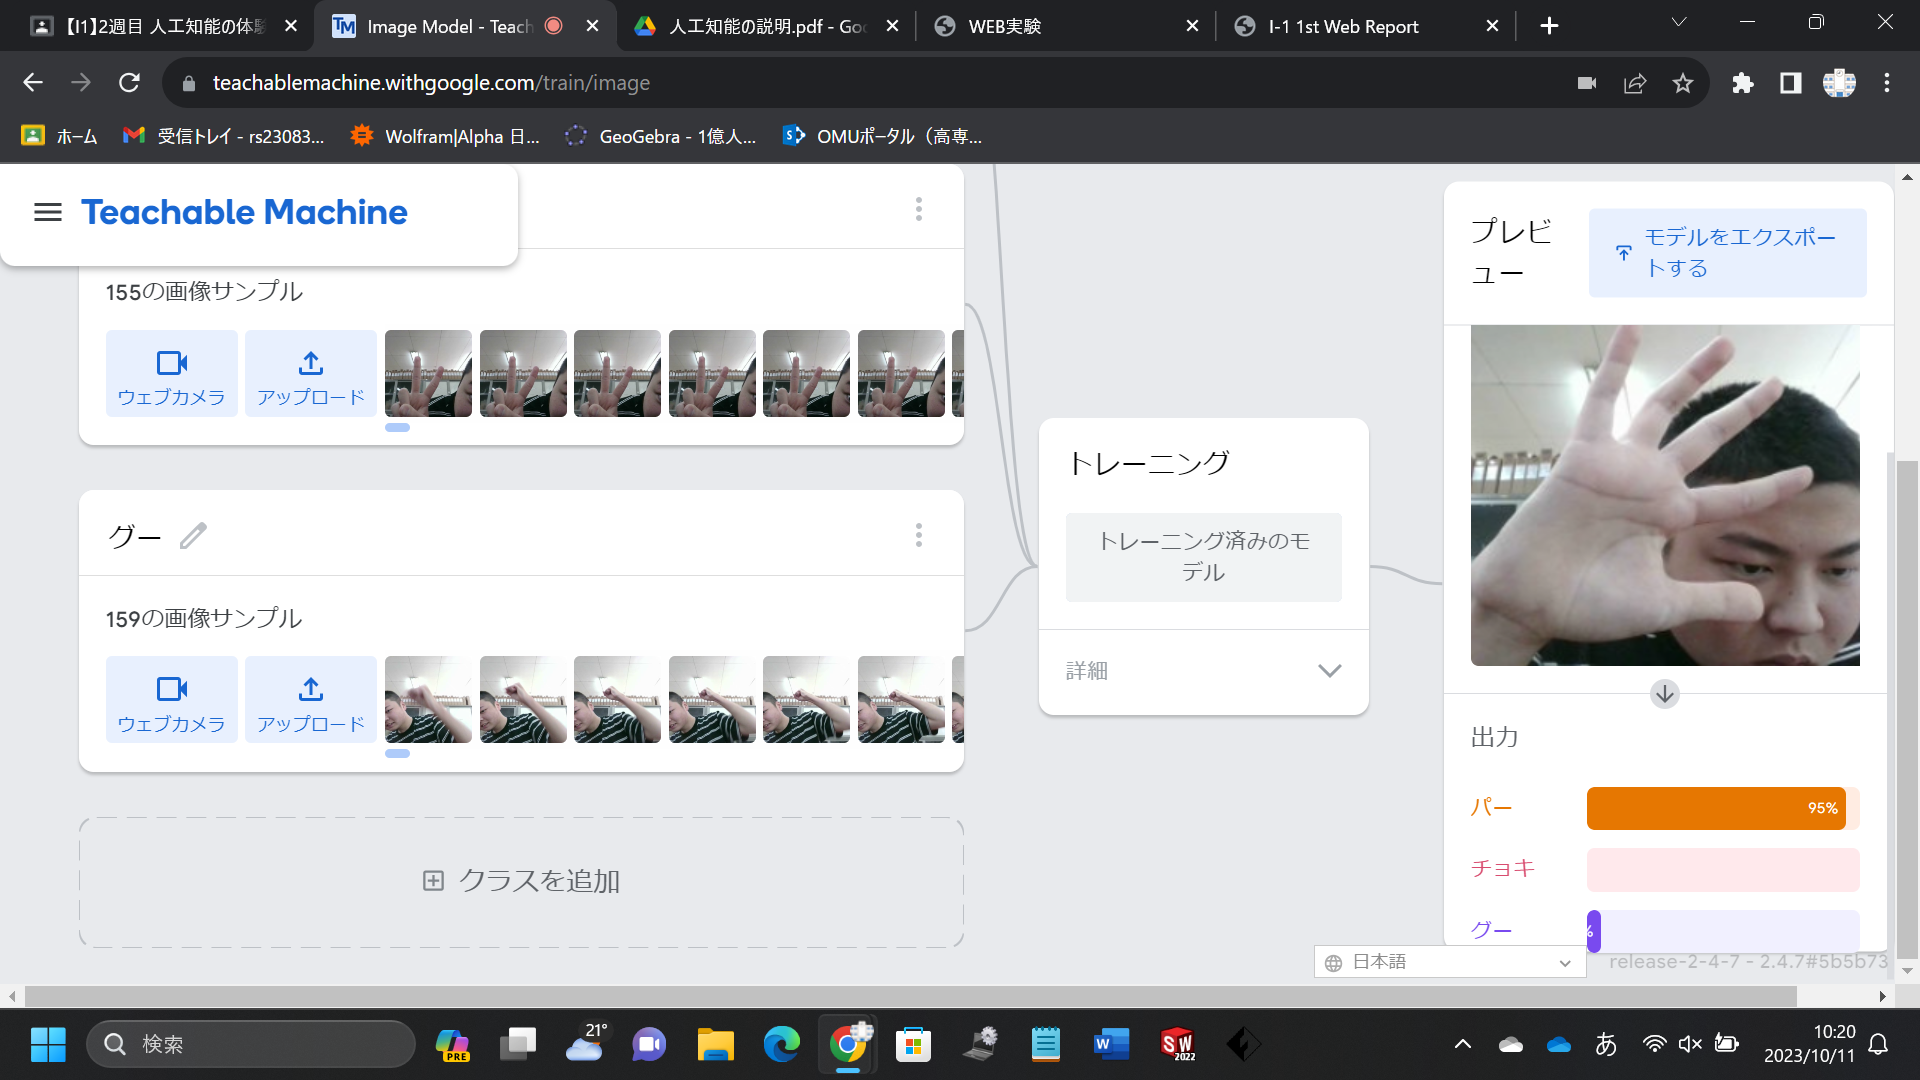 【I1】2週目 人工知能の体験
Image Model - Teach
人工知能の説明.pdf - Goo
WEB実験
I-1 1st Web Report
teachablemachine.withgoogle.com/train/image
ホーム
受信トレイ - rs23083...
Wolfram|Alpha 日...
GeoGebra - 1億人...
OMUポータル（高専...
Teachable Machine
155の画像サンプル
ウェブカメラ
アップロード
グー
159の画像サンプル
ウェブカメラ
アップロード
クラスを追加
トレーニング
トレーニング済みのモ
デル
詳細
プレビ
ュー
モデルをエクスポー
トする
出力
パー
95%
チョキ
グー
%
日本語
release-2-4-7 - 2.4.7#5b5b73
検索
PRE
21°
W
SW
2022
あ
10:20
2023/10/11